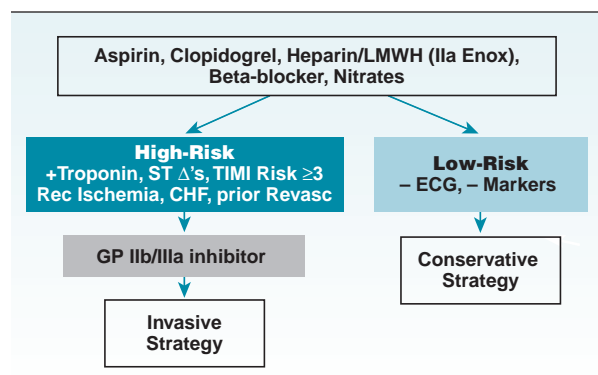 Aspirin, Clopidogrel, Heparin/LMWH (IIa Enox),
Beta-blocker, Nitrates
High-Risk
+Troponin, ST Δ's, TIMI Risk ≥3
Rec Ischemia, CHF, prior Revasc
Low-Risk
– ECG, – Markers
GP IIb/IIIa inhibitor
Conservative
Strategy
Invasive
Strategy